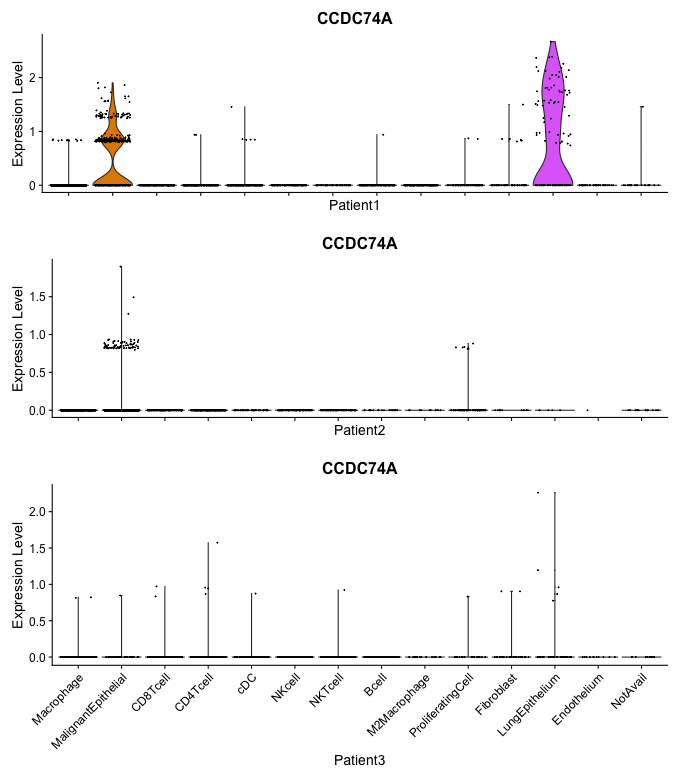 CCDC74A
Expression Level
2
1
0
Patient1
CCDC74A
Expression Level
1.5
1.0
0.5
0.0
Patient2
CCDC74A
Expression Level
2.0
1.5
1.0
0.5
0.0
Macrophage
MalignantEpithelial
CD8Tcell
CD4Tcell
cDC
NKcell
NKTcell
Bcell
M2Macrophage
ProliferatingCell
Fibroblast
LungEpithelium
Endothelium
NotAvail
Patient3